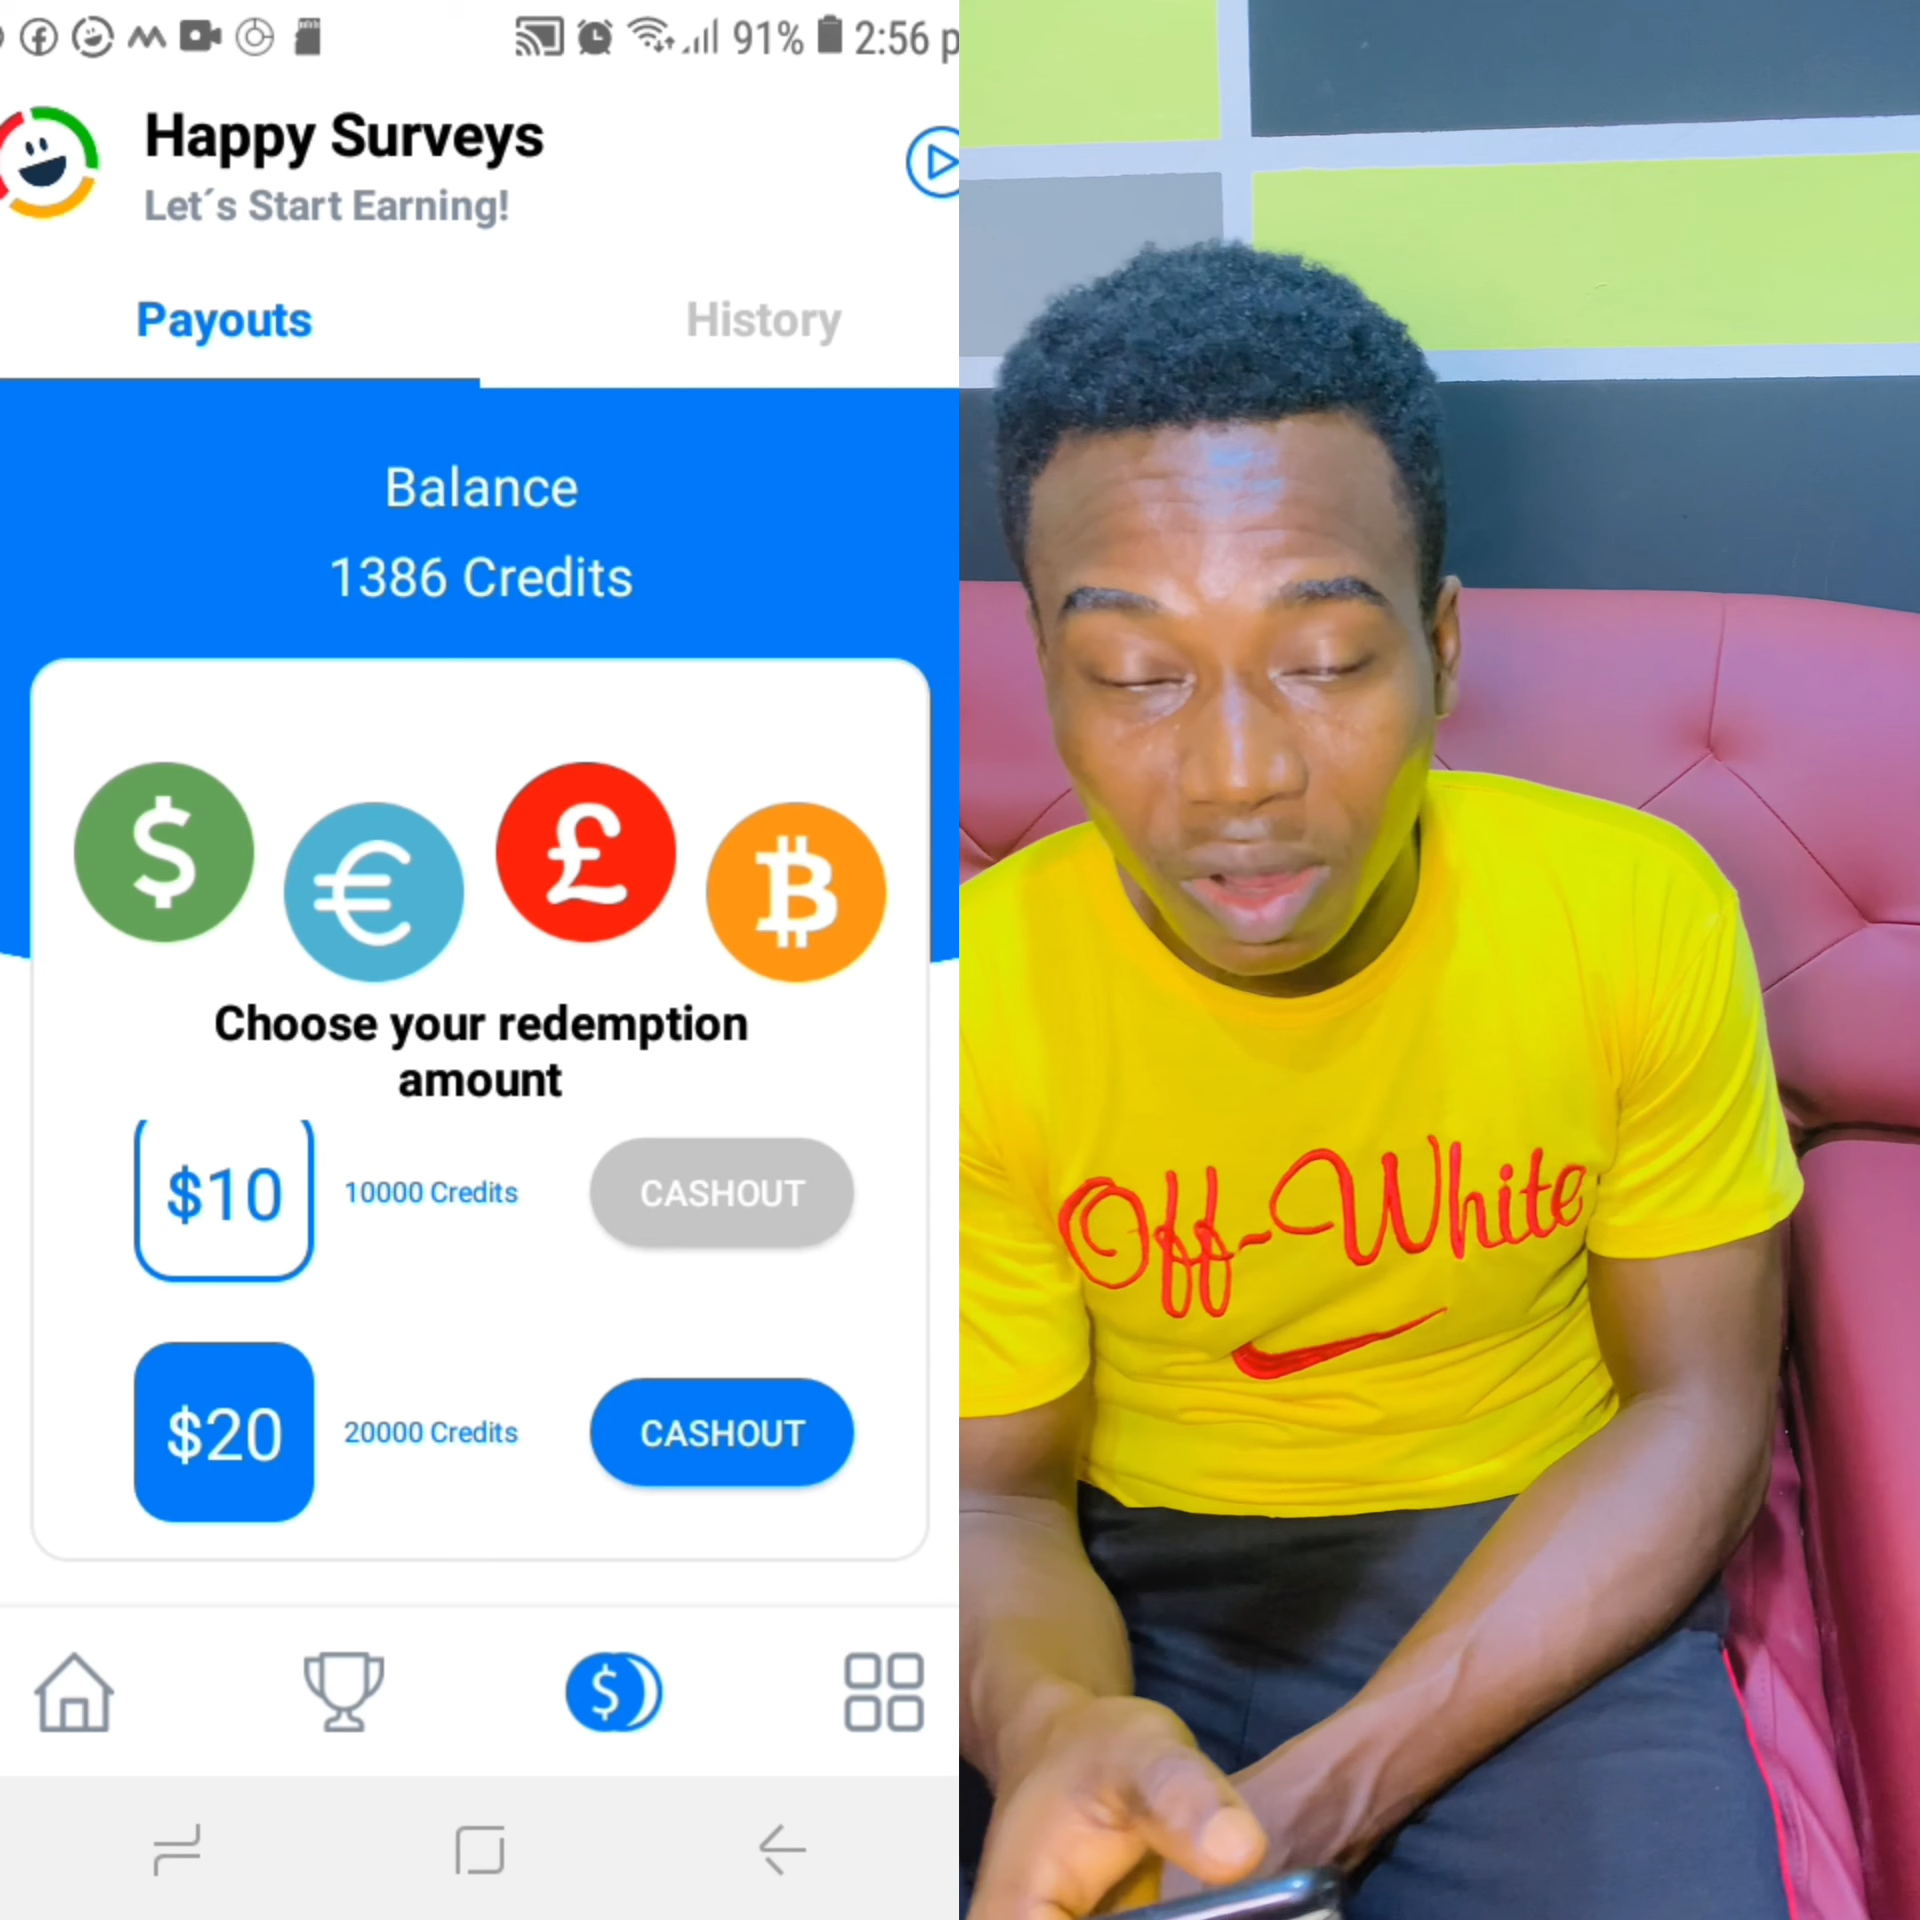 91% 2:56 p
Happy Surveys
Let´s Start Earning!
Payouts History
Balance
1386 Credits
$ € £ ₿
Choose your redemption
amount
$10 10000 Credits CASHOUT
$20 20000 Credits CASHOUT
$
Off-White